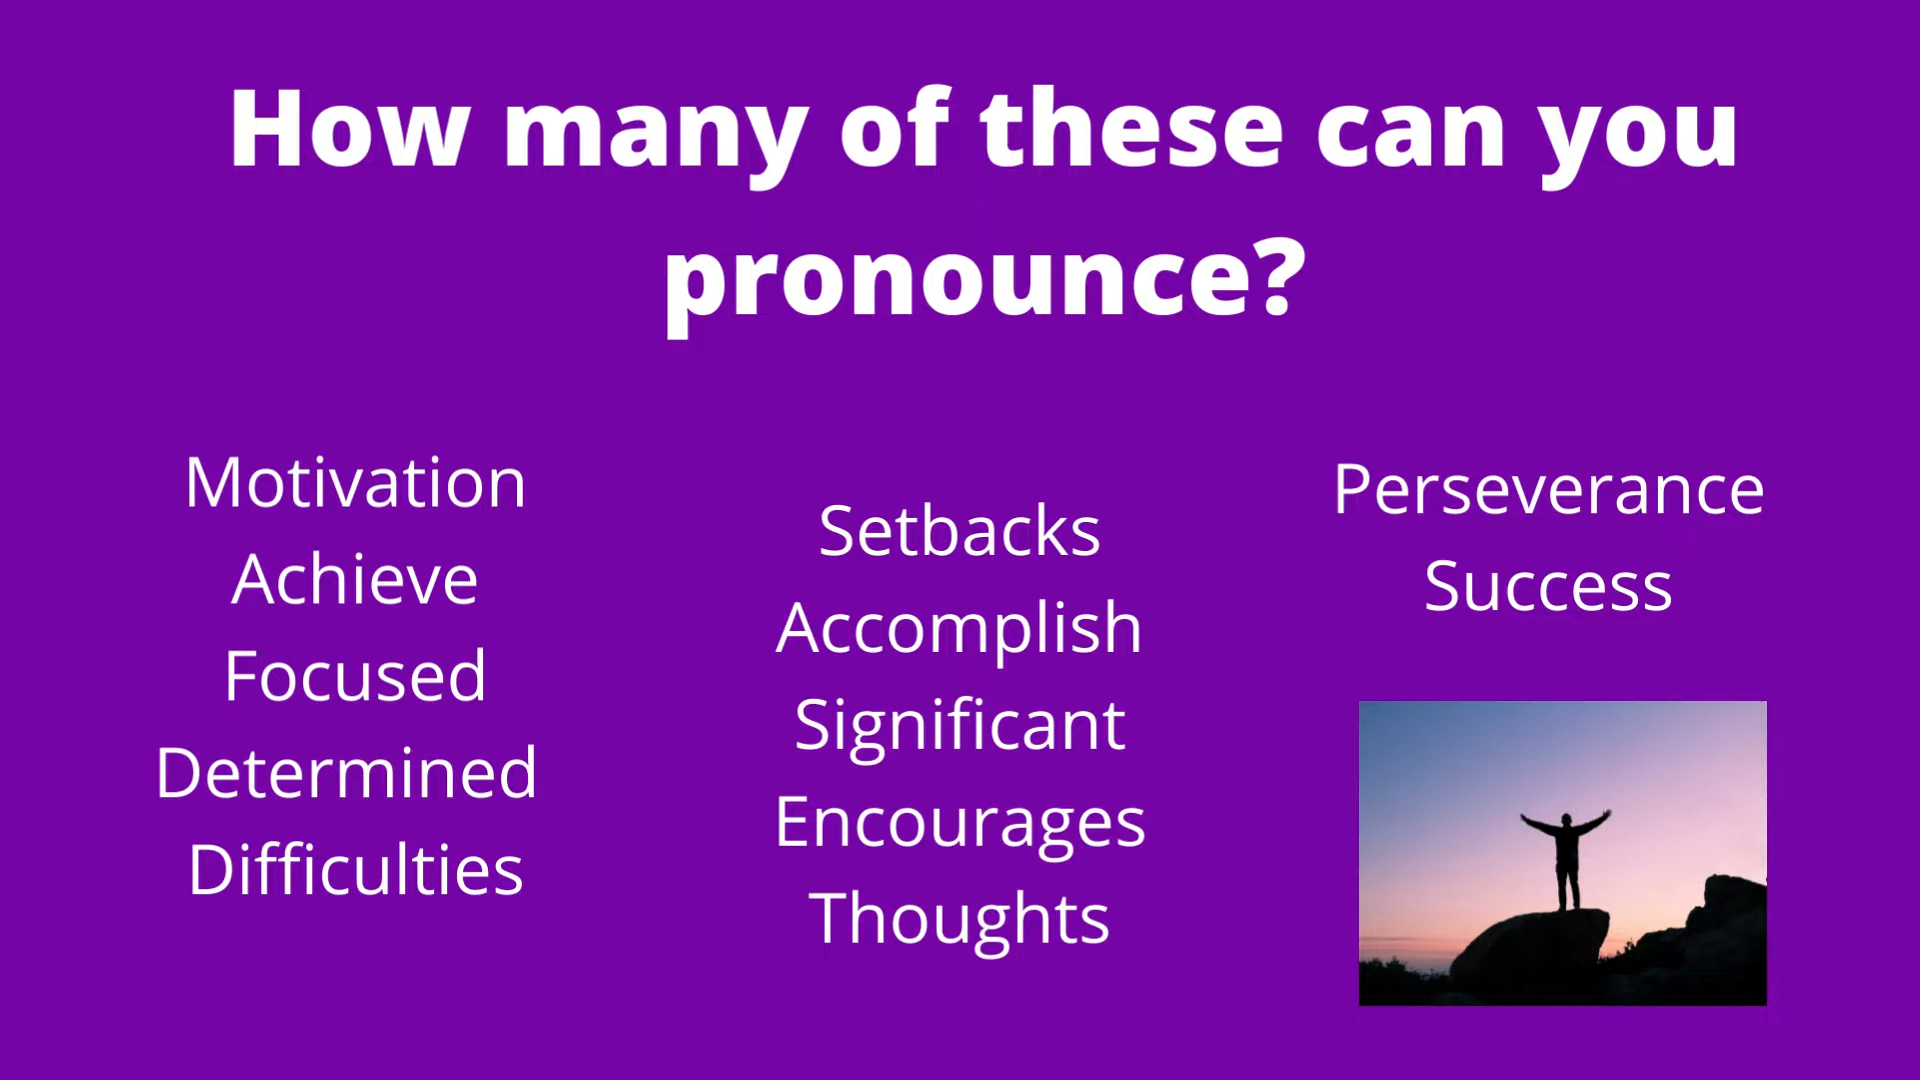 How many of these can you
pronounce?
Motivation
Achieve
Focused
Determined
Difficulties
Setbacks
Accomplish
Significant
Encourages
Thoughts
Perseverance
Success